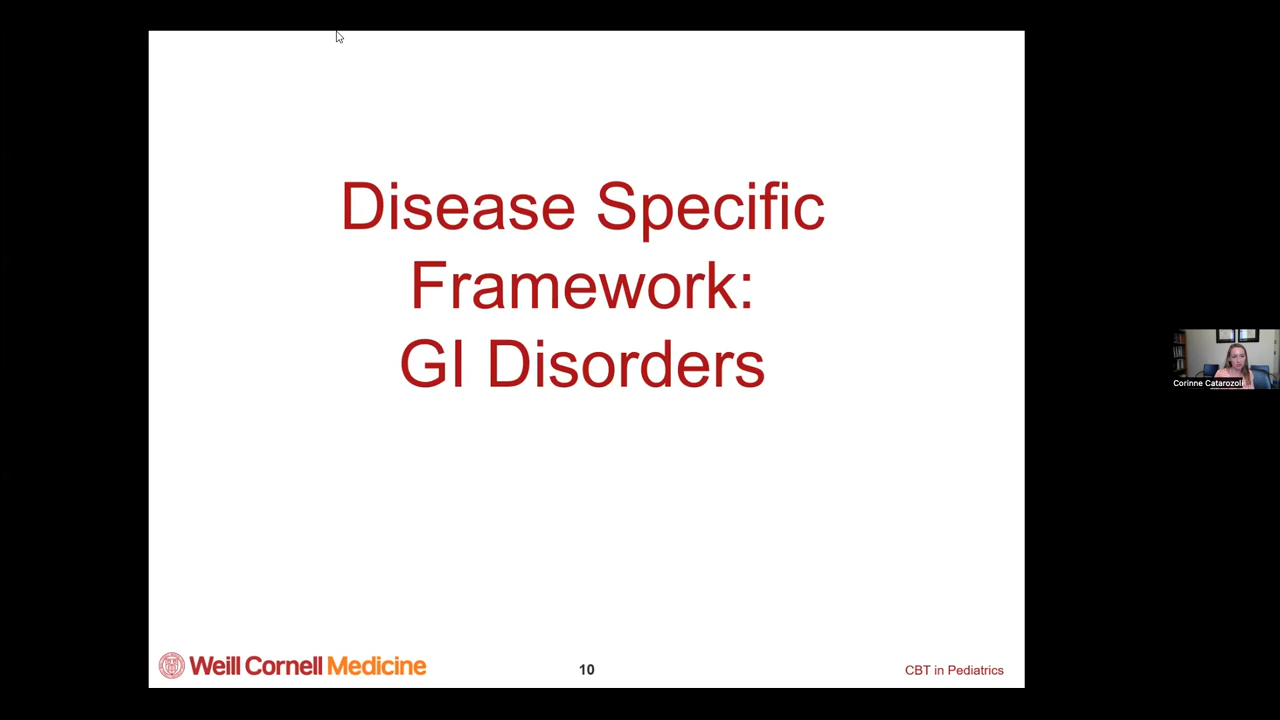 Disease Specific
Framework:
GI Disorders
Corinne Catarozoli
Weill Cornell Medicine
10
CBT in Pediatrics